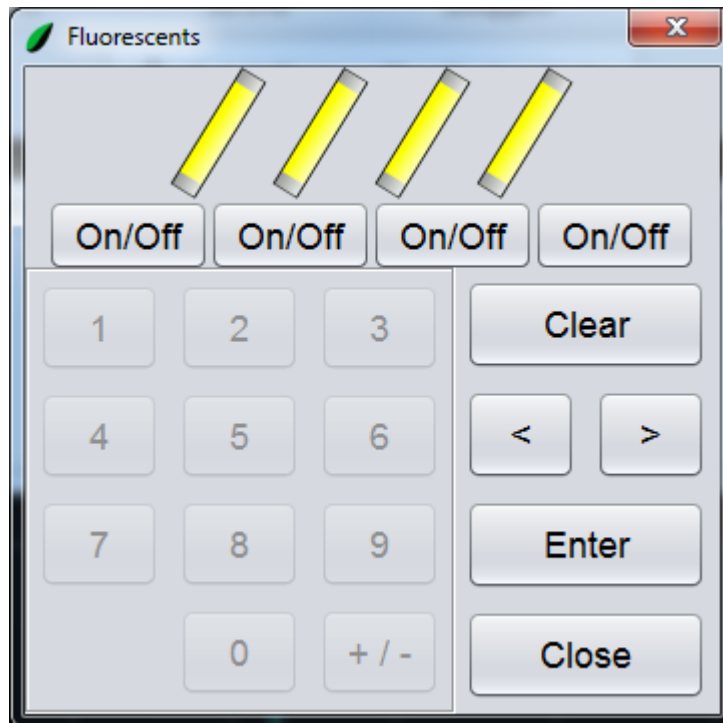 Fluorescents
On/Off On/Off On/Off On/Off
1 2 3 Clear
4 5 6 < >
7 8 9 Enter
0 + / - Close